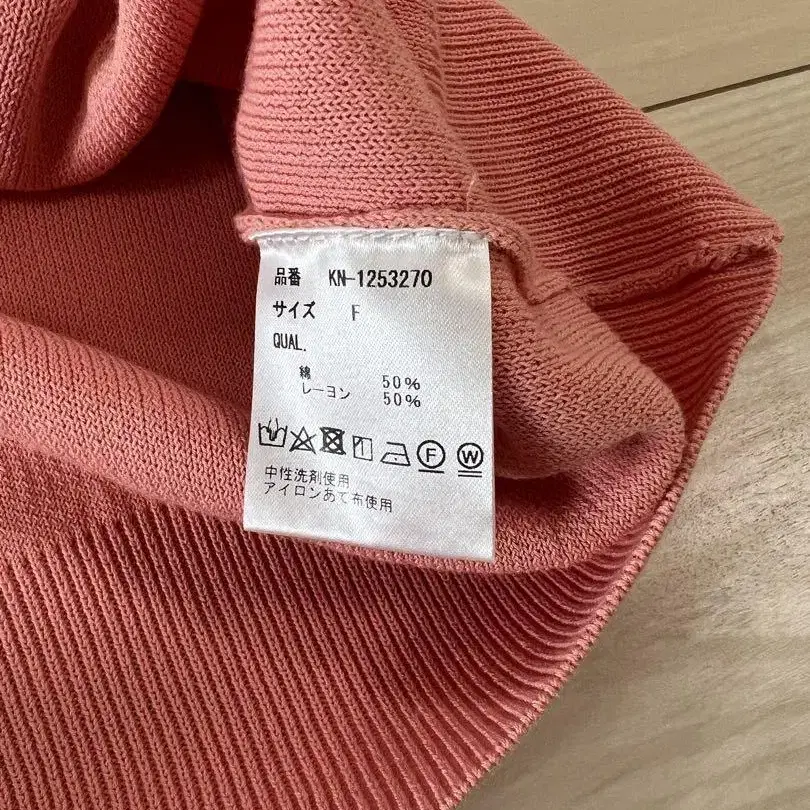 品番 KN-1253270
サイズ F
QUAL.
綿 50%
レーヨン 50%
F W
中性洗剤使用
アイロンあて布使用